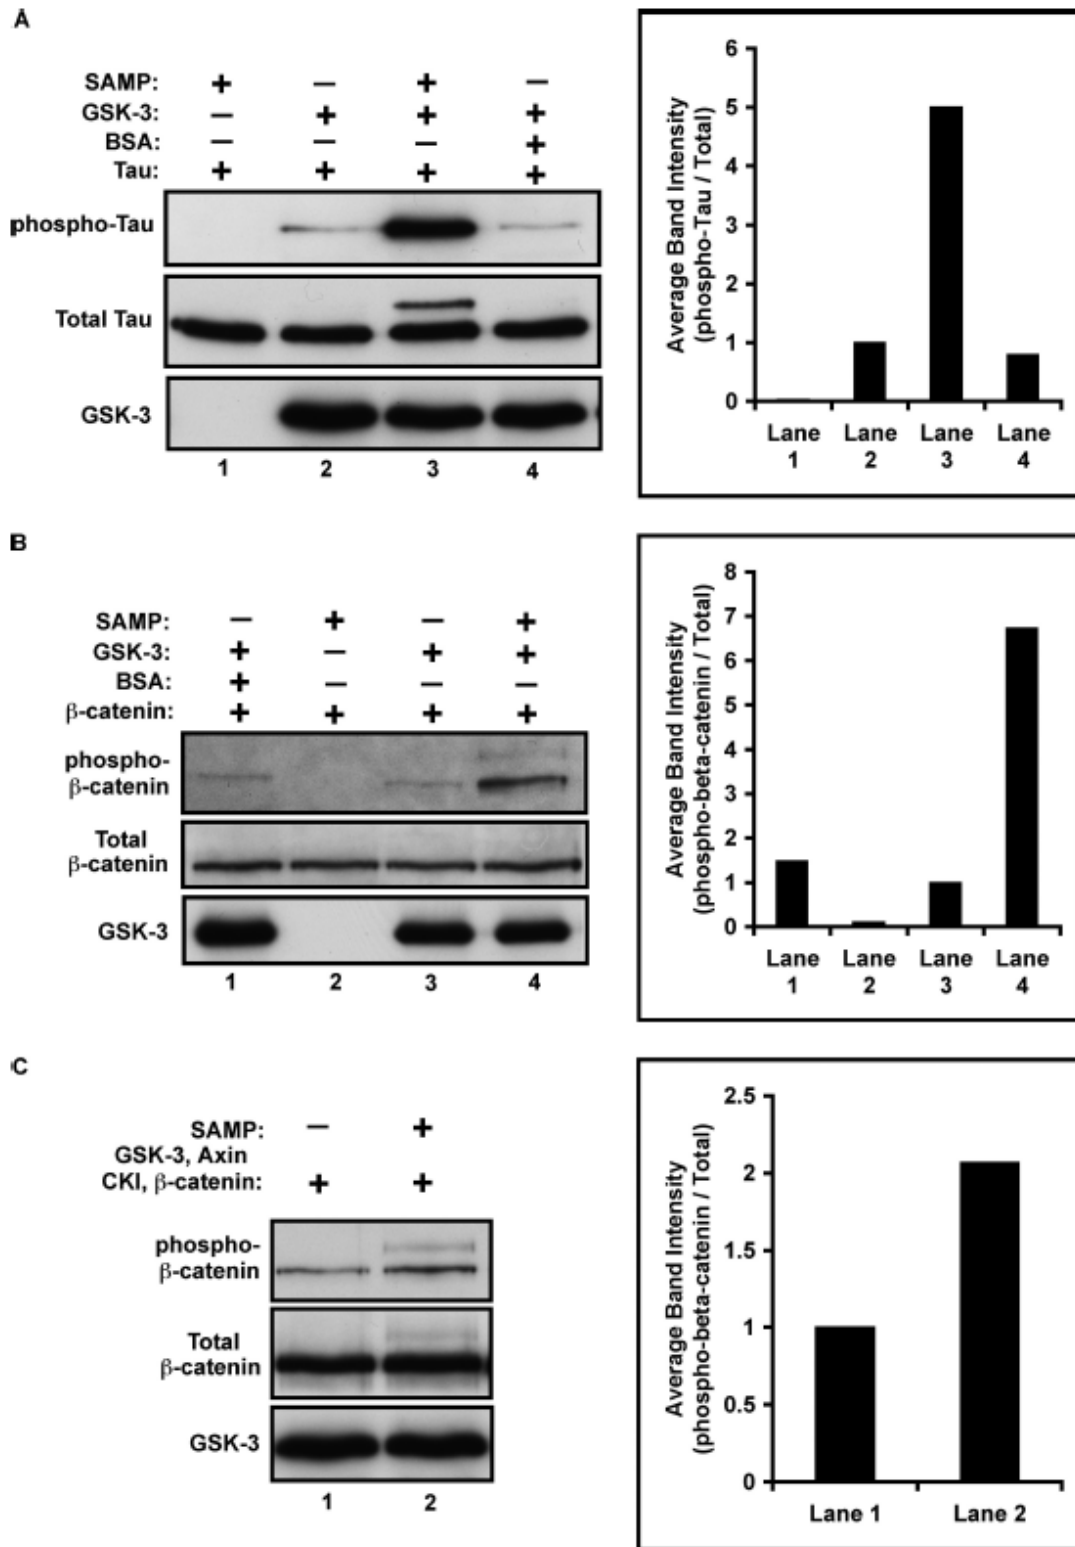 A
SAMP: + – + –
GSK-3: – + + +
BSA: – – – +
Tau: + + + +
phospho-Tau
Total Tau
GSK-3
1 2 3 4
Average Band Intensity
(phospho-Tau / Total)
6
5
4
3
2
1
0
Lane Lane Lane Lane
1 2 3 4
B
SAMP: – + – +
GSK-3: + – + +
BSA: + – – –
β-catenin: + + + +
phospho-
β-catenin
Total
β-catenin
GSK-3
1 2 3 4
Average Band Intensity
(phospho-beta-catenin / Total)
8
7
6
5
4
3
2
1
0
Lane Lane Lane Lane
1 2 3 4
C
SAMP: – +
GSK-3, Axin
CKI, β-catenin: + +
phospho-
β-catenin
Total
β-catenin
GSK-3
1 2
Average Band Intensity
(phospho-beta-catenin / Total)
2.5
2
1.5
1
0.5
0
Lane 1 Lane 2